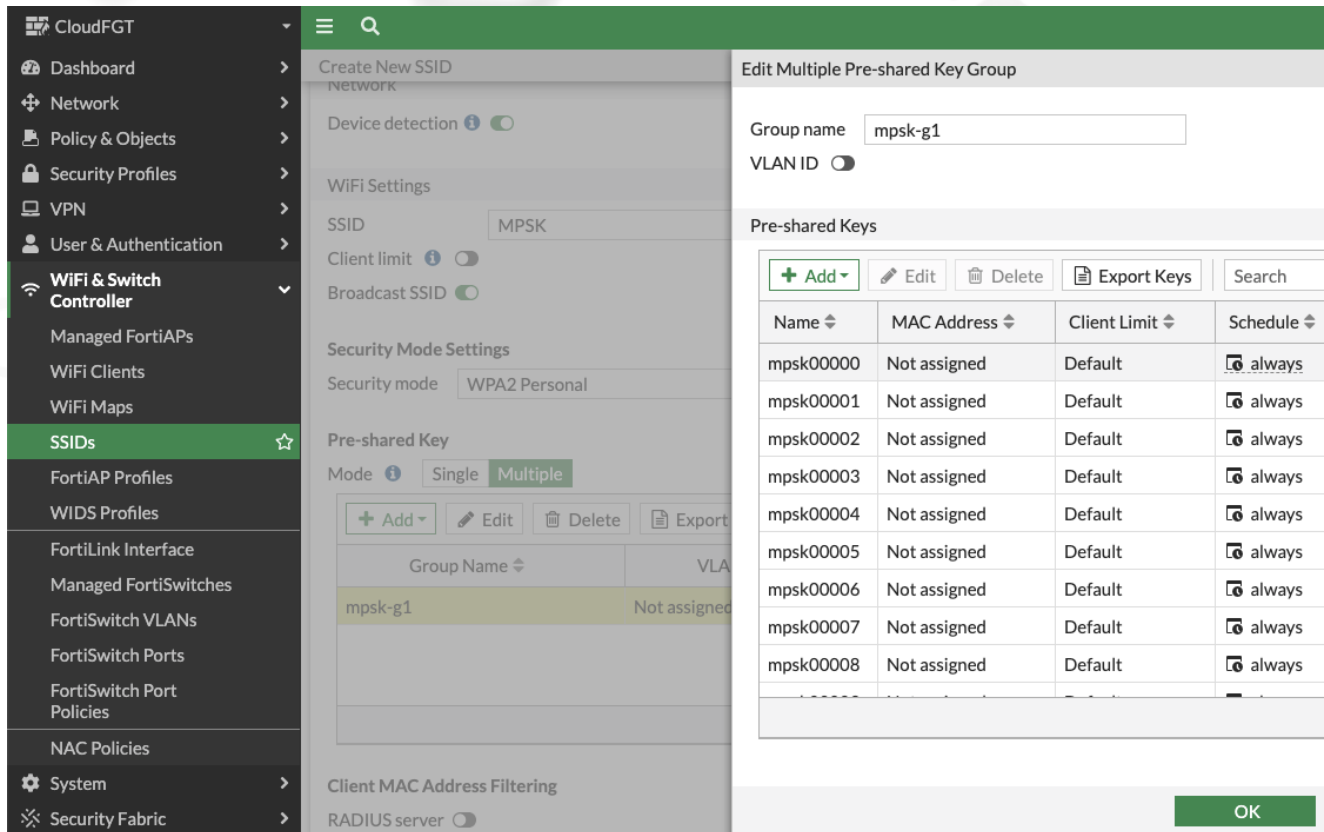 CloudFGT
Dashboard
Network
Policy & Objects
Security Profiles
VPN
User & Authentication
WiFi & Switch
Controller
Managed FortiAPs
WiFi Clients
WiFi Maps
SSIDs
FortiAP Profiles
WIDS Profiles
FortiLink Interface
Managed FortiSwitches
FortiSwitch VLANs
FortiSwitch Ports
FortiSwitch Port
Policies
NAC Policies
System
Security Fabric
Create New SSID
Network
Device detection
WiFi Settings
SSID MPSK
Client limit
Broadcast SSID
Security Mode Settings
Security mode WPA2 Personal
Pre-shared Key
Mode Single Multiple
Add Edit Delete Export
Group Name VLA
mpsk-g1 Not assigned
Client MAC Address Filtering
RADIUS server
Edit Multiple Pre-shared Key Group
Group name mpsk-g1
VLAN ID
Pre-shared Keys
Add Edit Delete Export Keys Search
Name MAC Address Client Limit Schedule
mpsk00000 Not assigned Default always
mpsk00001 Not assigned Default always
mpsk00002 Not assigned Default always
mpsk00003 Not assigned Default always
mpsk00004 Not assigned Default always
mpsk00005 Not assigned Default always
mpsk00006 Not assigned Default always
mpsk00007 Not assigned Default always
mpsk00008 Not assigned Default always
OK